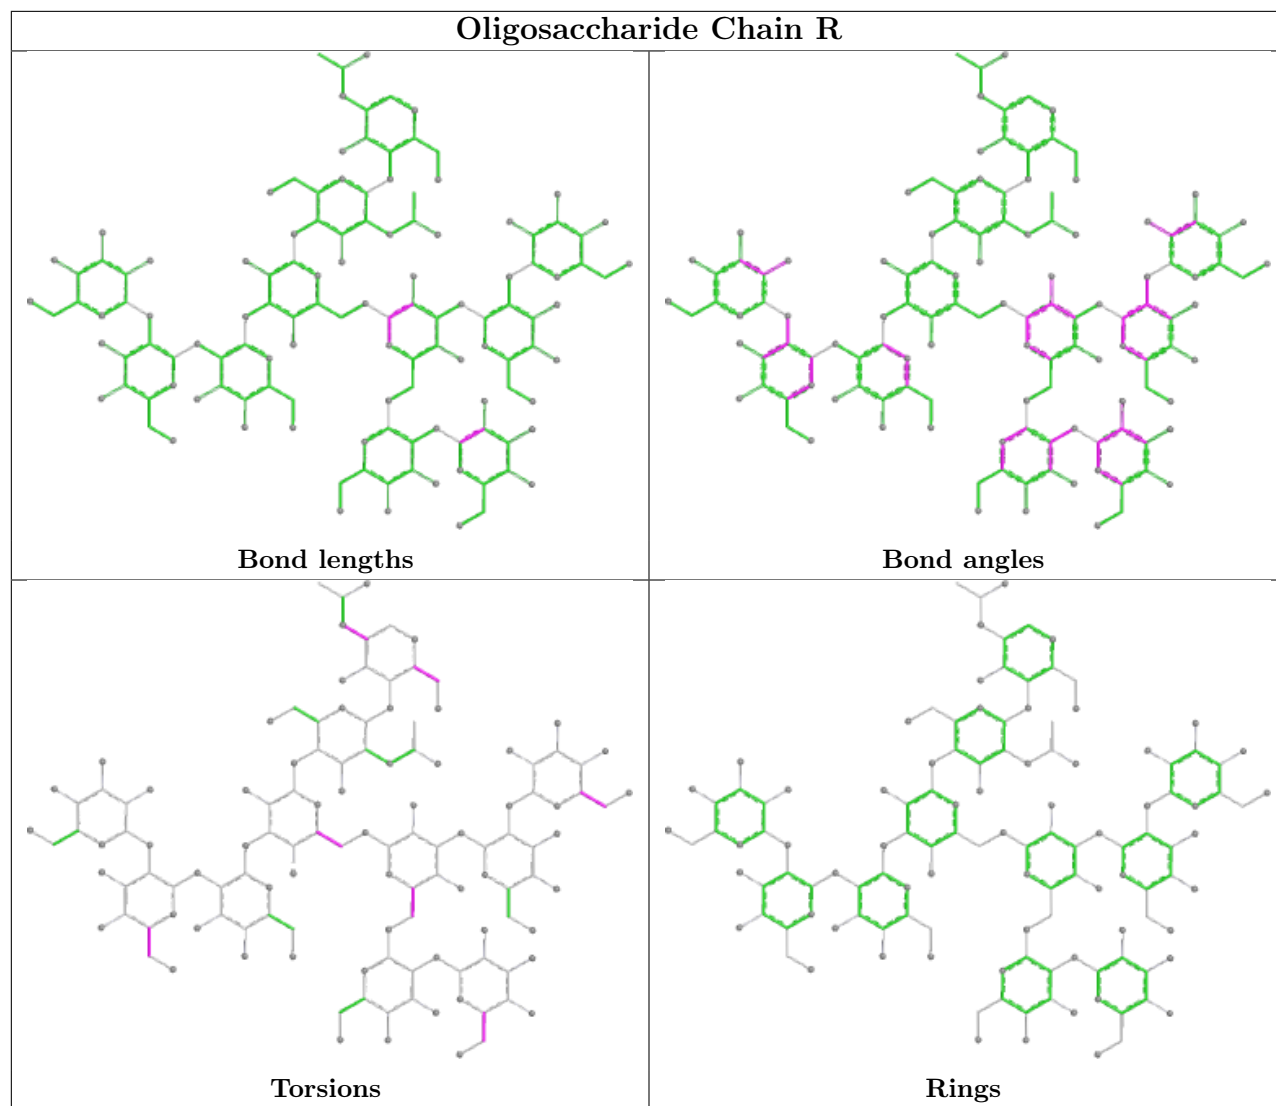 Oligosaccharide Chain R
Bond lengths
Bond angles
Torsions
Rings